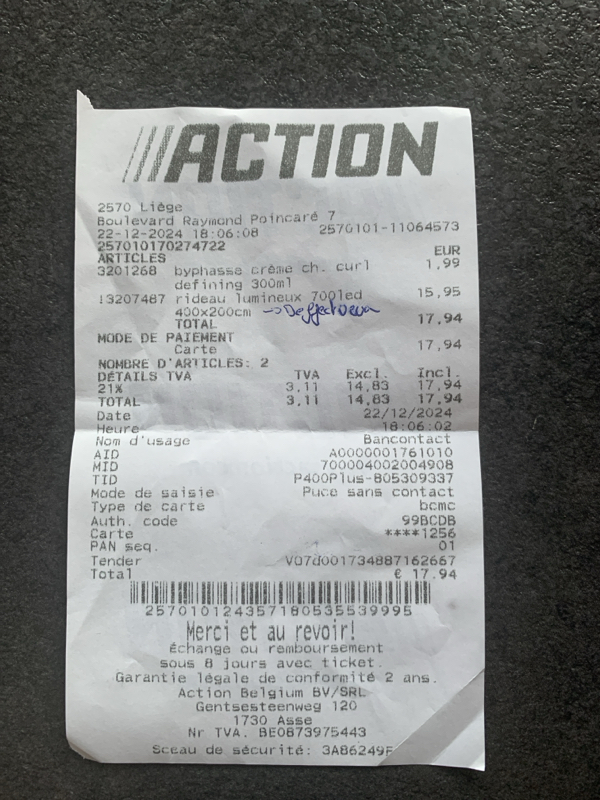 ACTION
2570 Liège
Boulevard Raymond Poincaré 7
22-12-2024 18:06:08 2570101-11064573
257010170274722
ARTICLES EUR
3201268 byphasse crème ch. curl 1,99
defining 300ml
!3207487 rideau lumineux 700led 15,95
400x200cm →
TOTAL 17,94
MODE DE PAIEMENT
Carte 17,94
NOMBRE D'ARTICLES: 2
DÉTAILS TVA TVA Excl. Incl.
21% 3,11 14,83 17,94
TOTAL 3,11 14,83 17,94
Date 22/12/2024
Heure 18:06:02
Nom d'usage Bancontact
AID A0000001761010
MID 700004002004908
TID P400Plus-805309337
Mode de saisie Puce sans contact
Type de carte bcmc
Auth. code 99BCDB
Carte ****1256
PAN seq. 01
Tender V07d001734887162667
Total € 17.94
2570101243571805355399​95
Merci et au revoir!
Échange ou remboursement
sous 8 jours avec ticket.
Garantie légale de conformité 2 ans.
Action Belgium BV/SRL
Gentsesteenweg 120
1730 Asse
Nr TVA. BE0873975443
Sceau de sécurité: 3A86249F